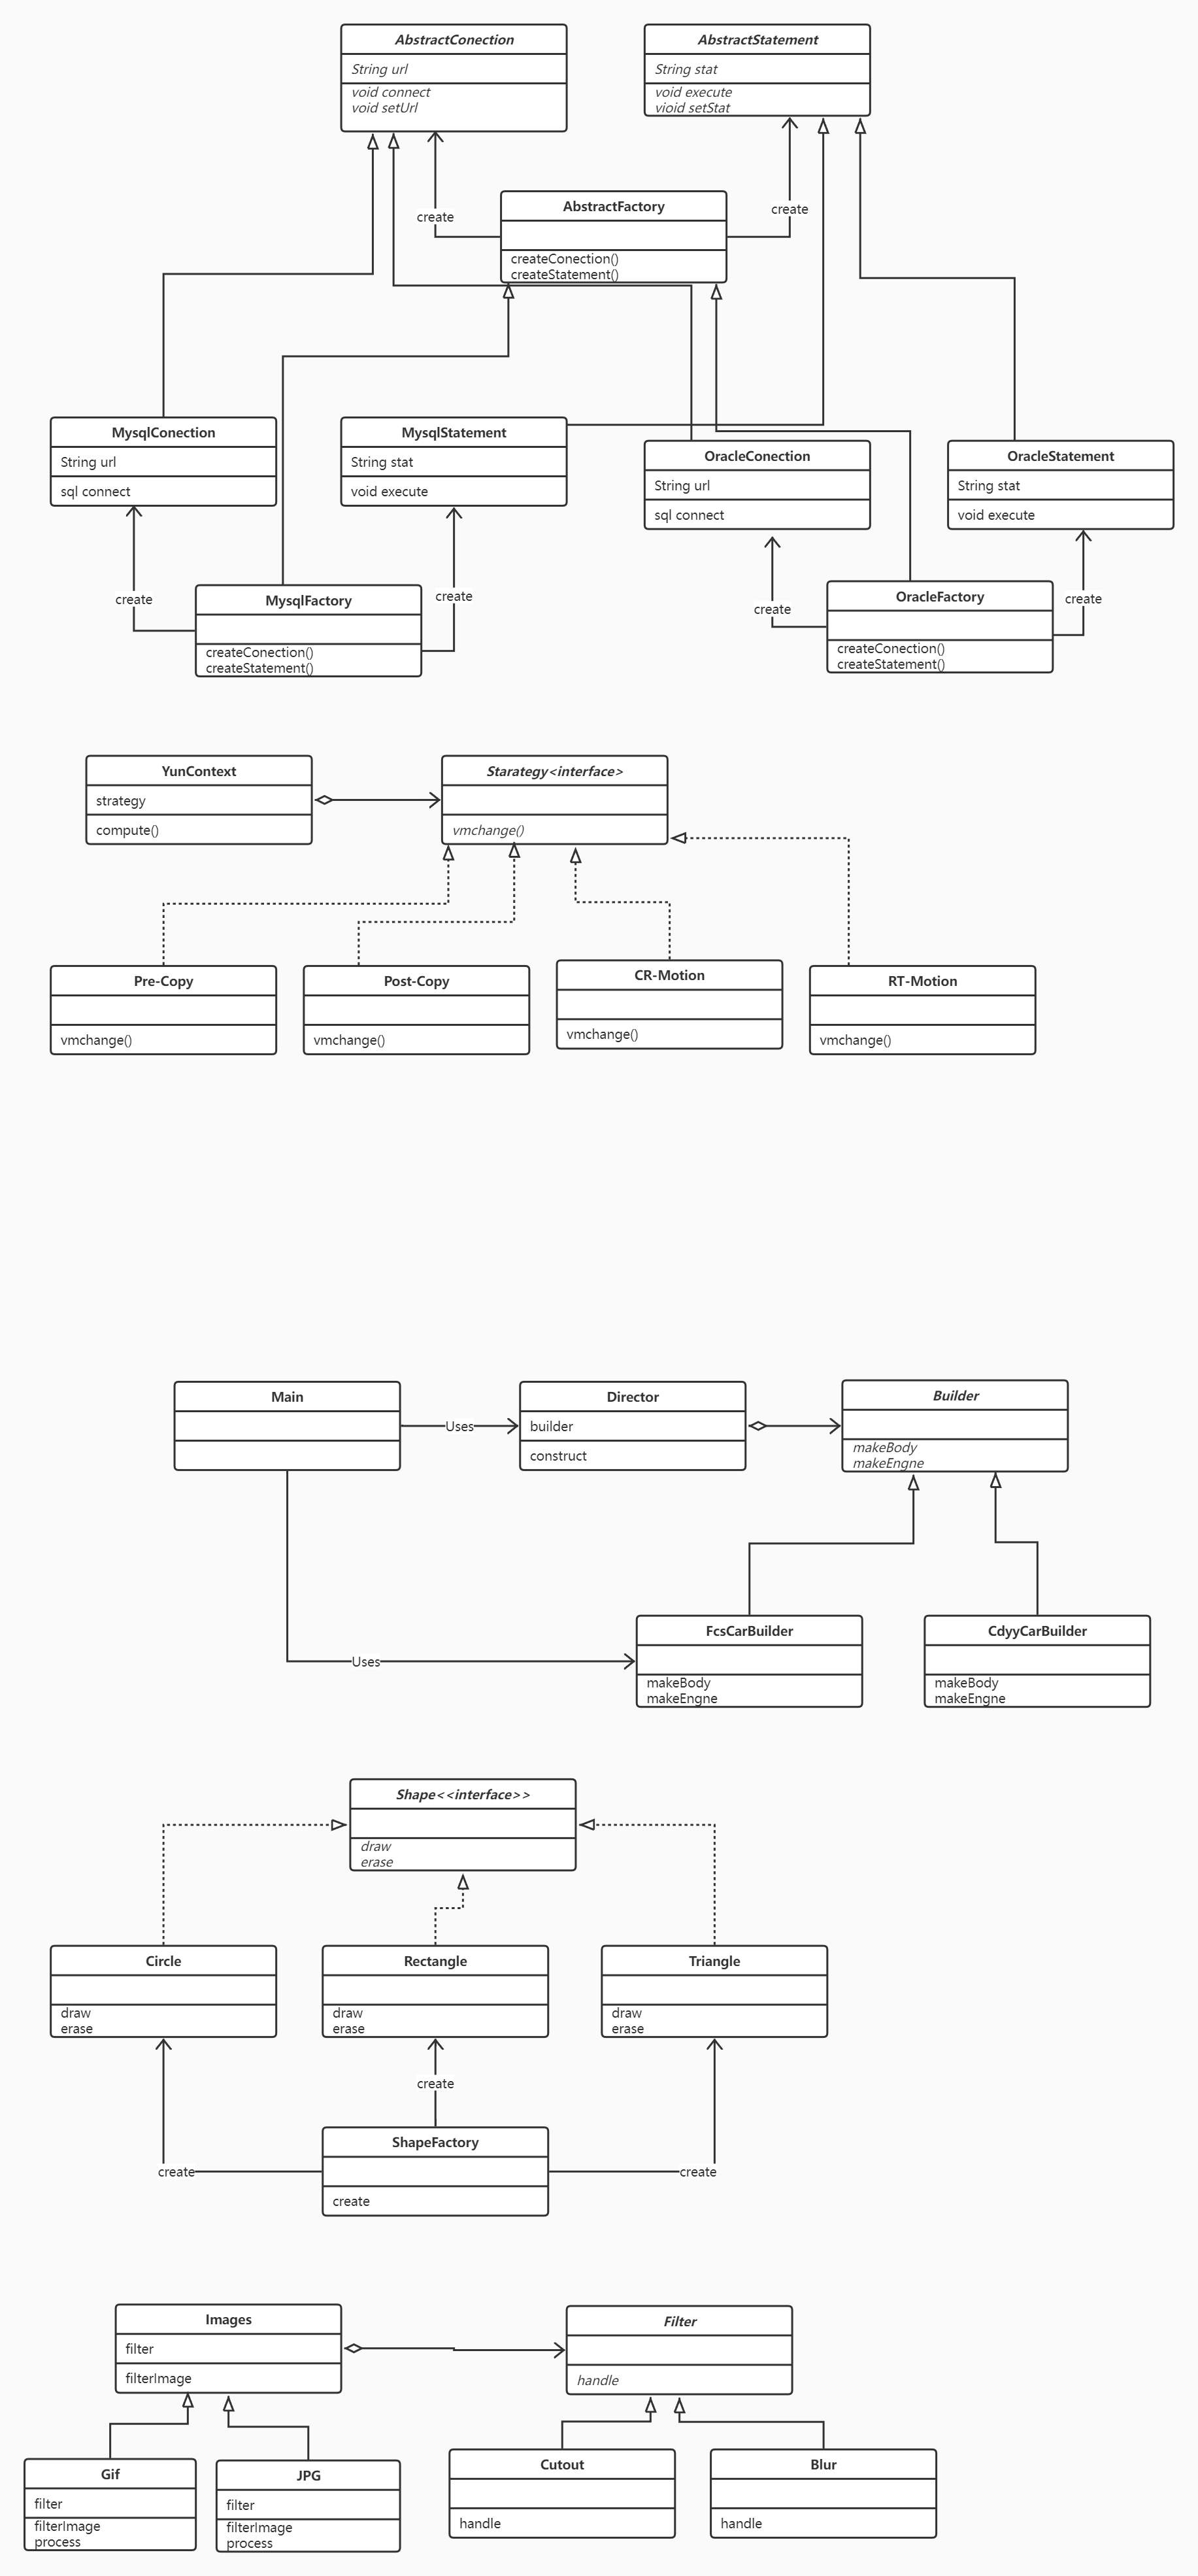 AbstractConection
String url
void connect
void setUrl
AbstractStatement
String stat
void execute
vioid setStat
create
AbstractFactory
createConection()
createStatement()
create
MysqlConection
String url
sql connect
MysqlStatement
String stat
void execute
OracleConection
String url
sql connect
OracleStatement
String stat
void execute
create
MysqlFactory
createConection()
createStatement()
create
create
OracleFactory
createConection()
createStatement()
create
YunContext
strategy
compute()
Starategy<interface>
vmchange()
Pre-Copy
vmchange()
Post-Copy
vmchange()
CR-Motion
vmchange()
RT-Motion
vmchange()
Main
Uses
Director
builder
construct
Builder
makeBody
makeEngne
Uses
FcsCarBuilder
makeBody
makeEngne
CdyyCarBuilder
makeBody
makeEngne
Shape<<interface>>
draw
erase
Circle
draw
erase
Rectangle
draw
erase
Triangle
draw
erase
create
create
ShapeFactory
create
create
Images
filter
filterImage
Filter
handle
Gif
filter
filterImage
process
JPG
filter
filterImage
process
Cutout
handle
Blur
handle